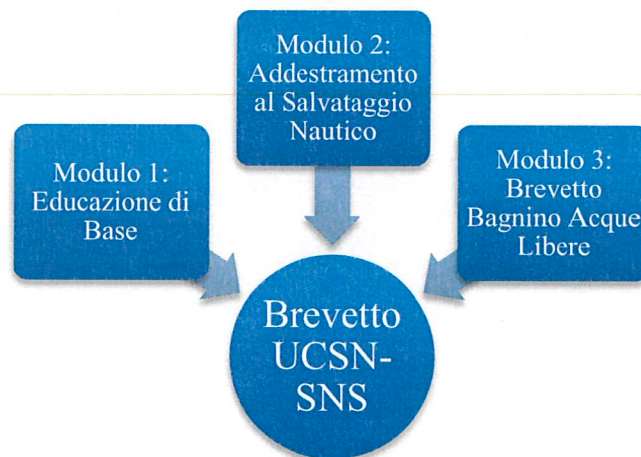 Modulo 1:
Educazione di
Base
Modulo 2:
Addestramento
al Salvataggio
Nautico
Modulo 3:
Brevetto
Bagnino Acque
Libere
Brevetto
UCSN-
SNS